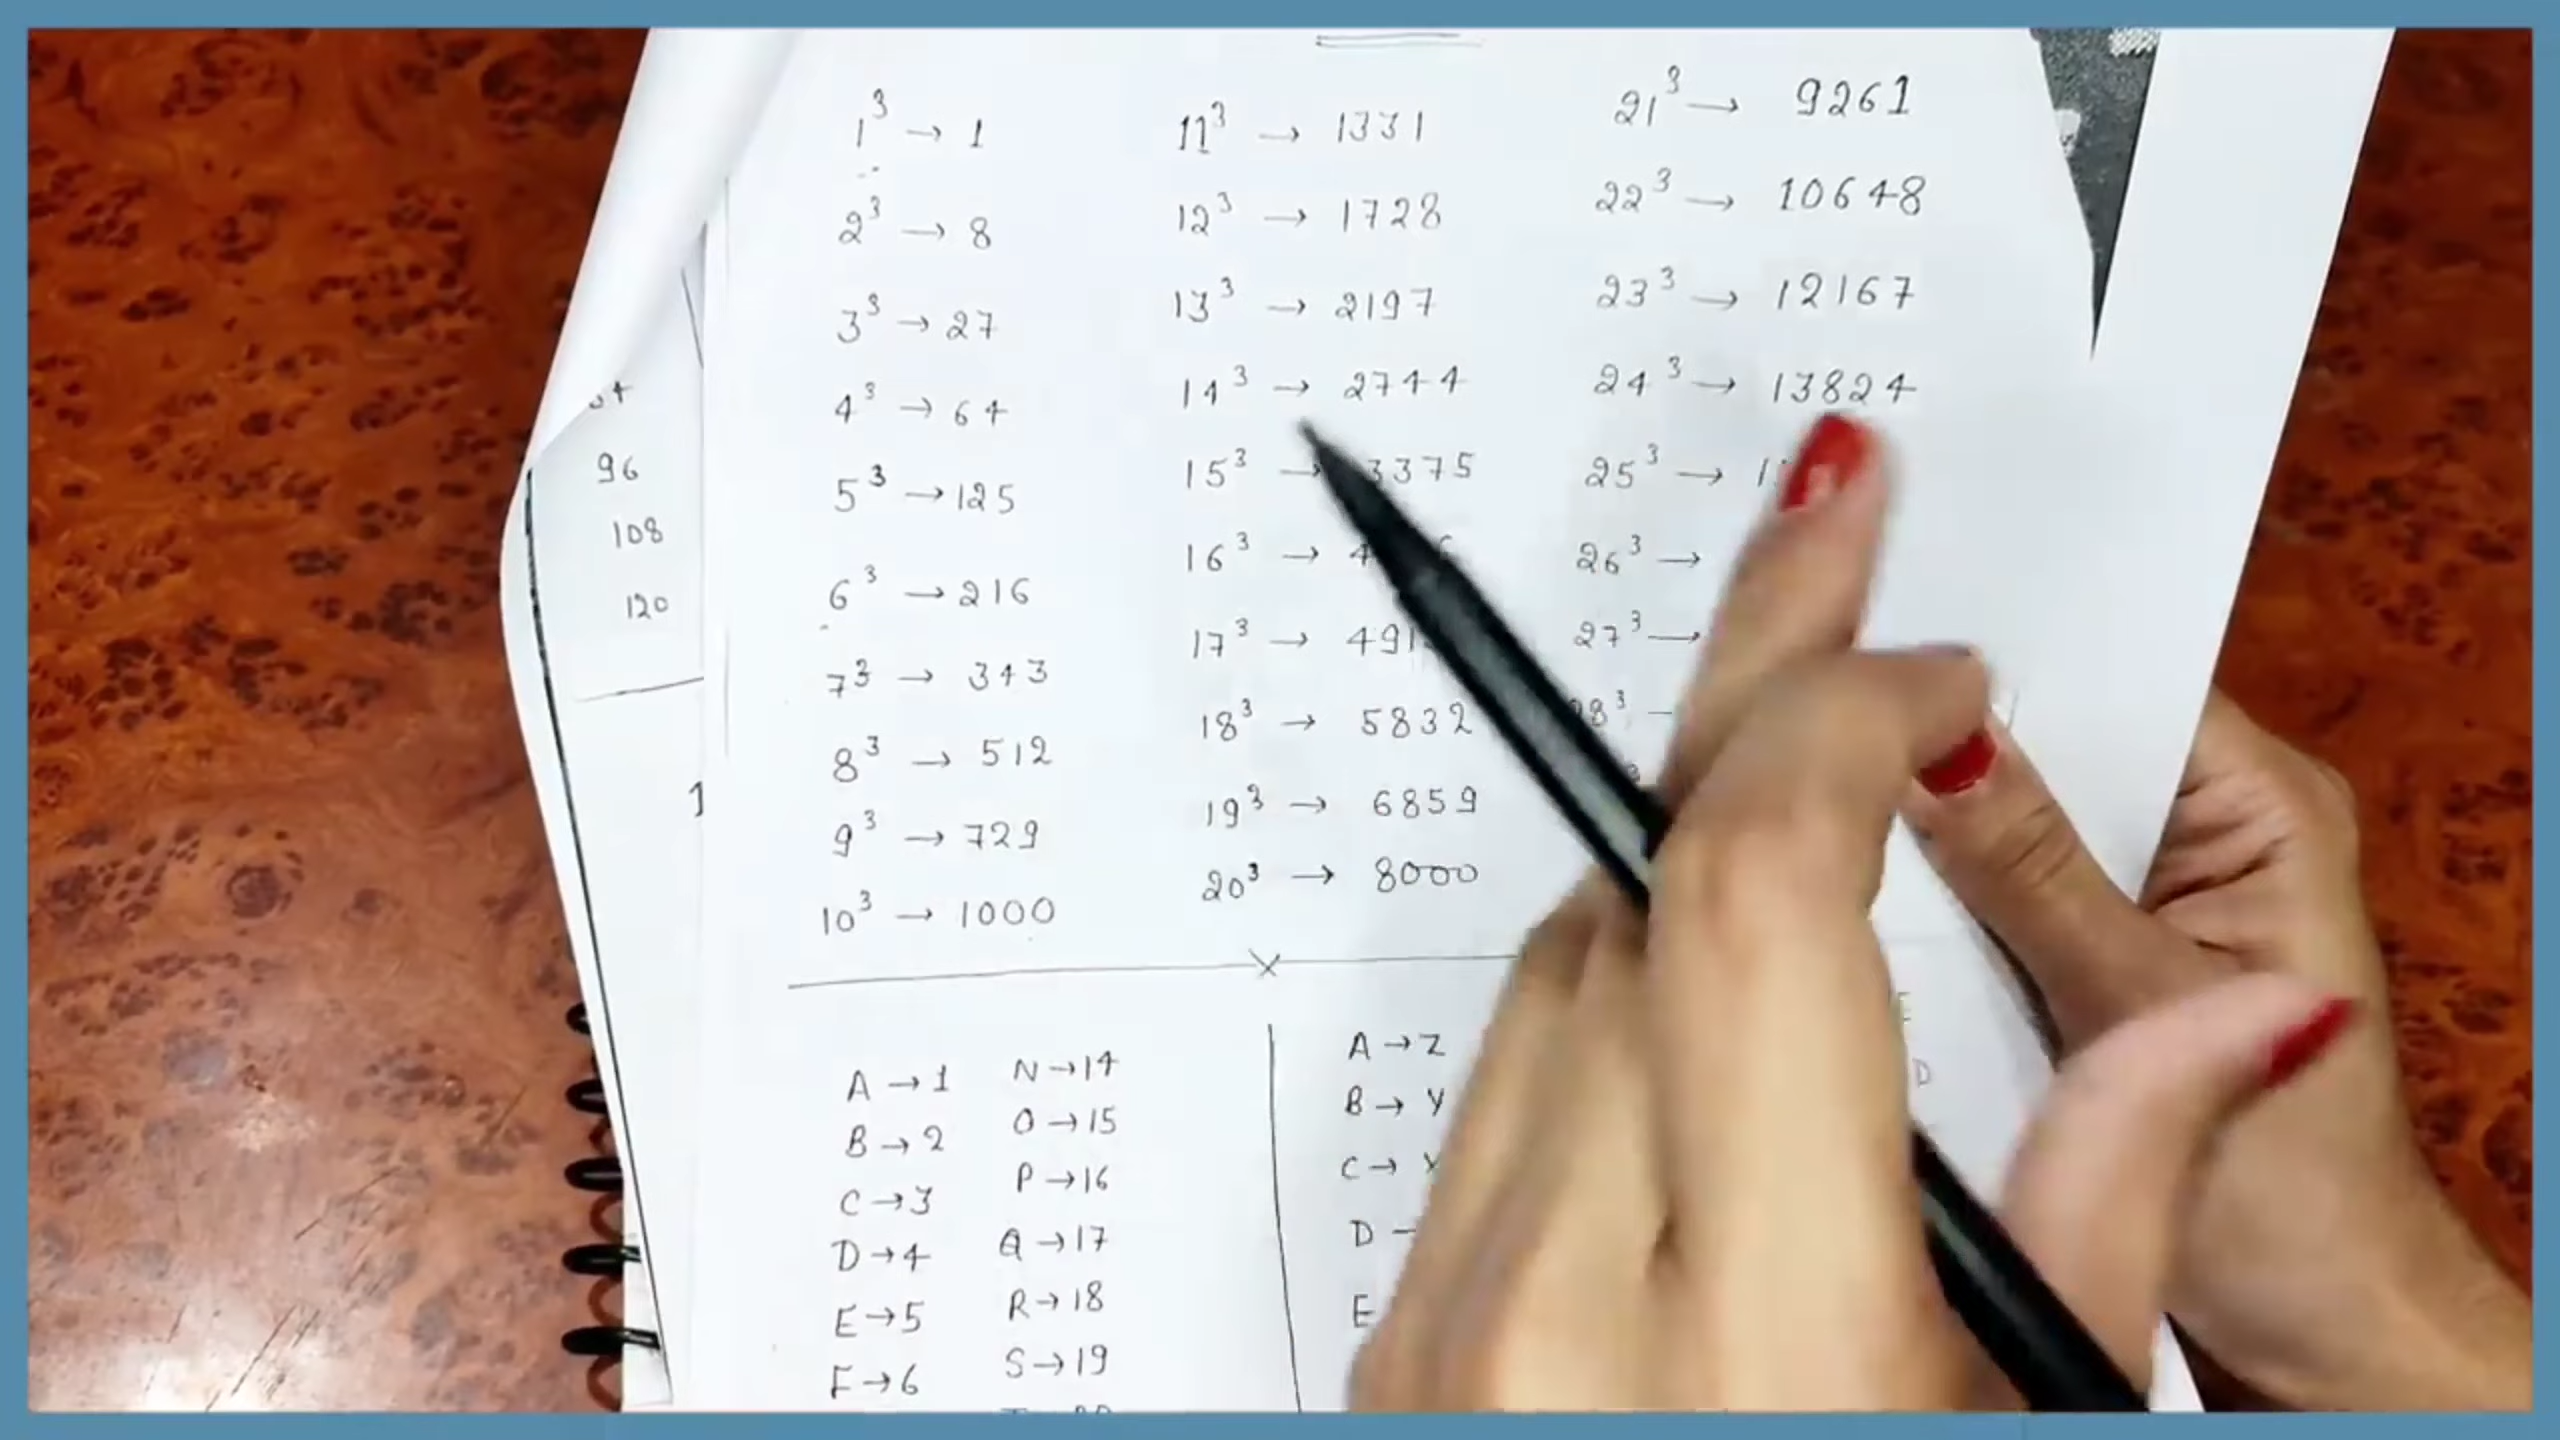 1³ → 1
2³ → 8
3³ → 27
4³ → 64
5³ → 125
6³ → 216
7³ → 343
8³ → 512
9³ → 729
10³ → 1000
11³ → 1331
12³ → 1728
13³ → 2197
14³ → 2744
15³ → 3375
16³ →
17³ →
18³ → 5832
19³ → 6859
20³ → 8000
21³ → 9261
22³ → 10648
23³ → 12167
24³ → 13824
25³ →
26³ →
27³ →
96
108
120
A → 1
B → 2
C → 3
D → 4
E → 5
F → 6
N → 14
O → 15
P → 16
Q → 17
R → 18
S → 19
A → Z
B → Y
C → X
D
E